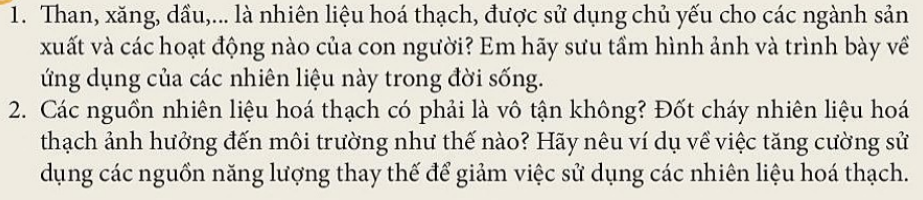 1. Than, xăng, dầu,... là nhiên liệu hoá thạch, được sử dụng chủ yếu cho các ngành sản
xuất và các hoạt động nào của con người? Em hãy sưu tầm hình ảnh và trình bày về
ứng dụng của các nhiên liệu này trong đời sống.
2. Các nguồn nhiên liệu hoá thạch có phải là vô tận không? Đốt cháy nhiên liệu hoá
thạch ảnh hưởng đến môi trường như thế nào? Hãy nêu ví dụ về việc tăng cường sử
dụng các nguồn năng lượng thay thế để giảm việc sử dụng các nhiên liệu hoá thạch.